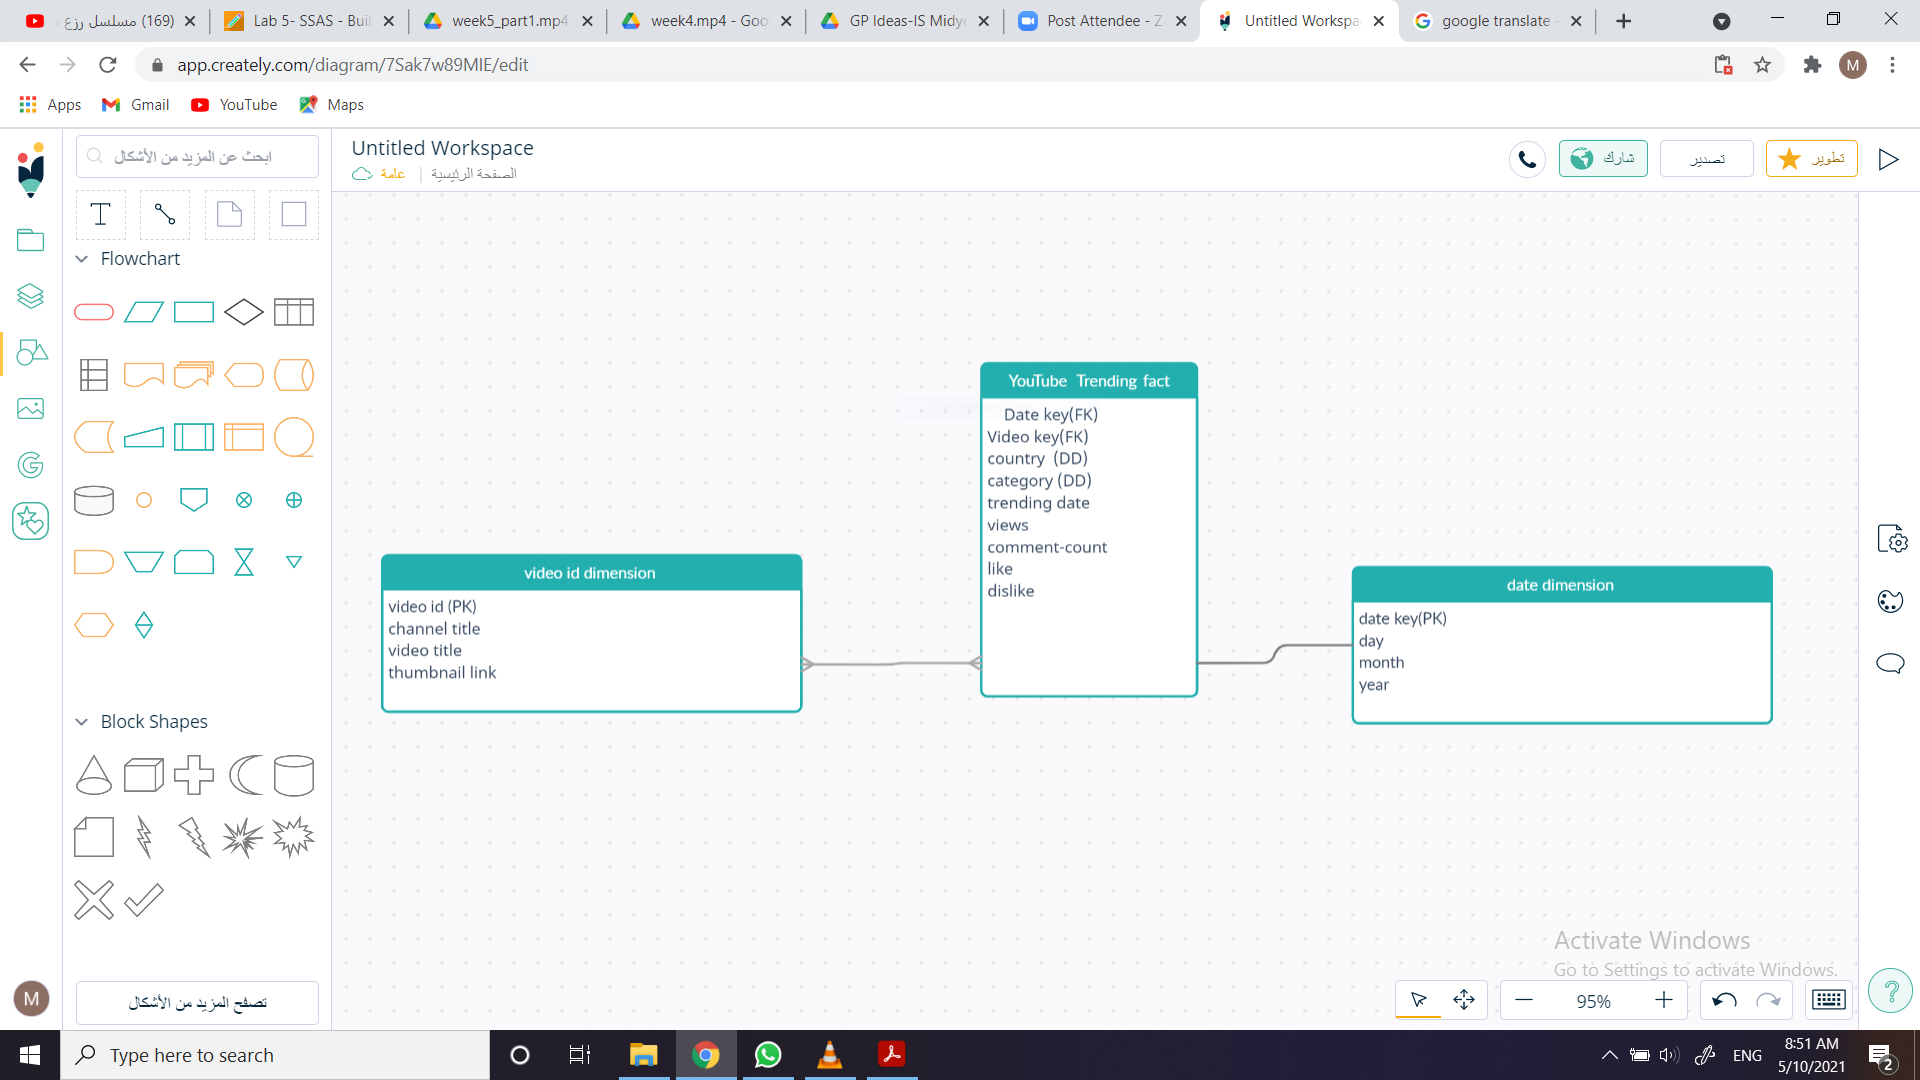 (169) مسلسل رزع
Lab 5- SSAS - Buil
week5_part1.mp4
week4.mp4 - Goo
GP Ideas-IS Midye
Post Attendee - Z
Untitled Workspa
google translate -
app.creately.com/diagram/7Sak7w89MIE/edit
M
Apps
Gmail
YouTube
Maps
ابحث عن المزيد من الأشكال
Untitled Workspace
عامة | الصفحة الرئيسية
شارك
تصدير
تطوير
T
Flowchart
Block Shapes
تصفح المزيد من الأشكال
M
YouTube Trending fact
Date key(FK)
Video key(FK)
country (DD)
category (DD)
trending date
views
comment-count
like
dislike
video id dimension
video id (PK)
channel title
video title
thumbnail link
date dimension
date key(PK)
day
month
year
Activate Windows
Go to Settings to activate Windows.
95%
?
Type here to search
ENG
8:51 AM
5/10/2021
2